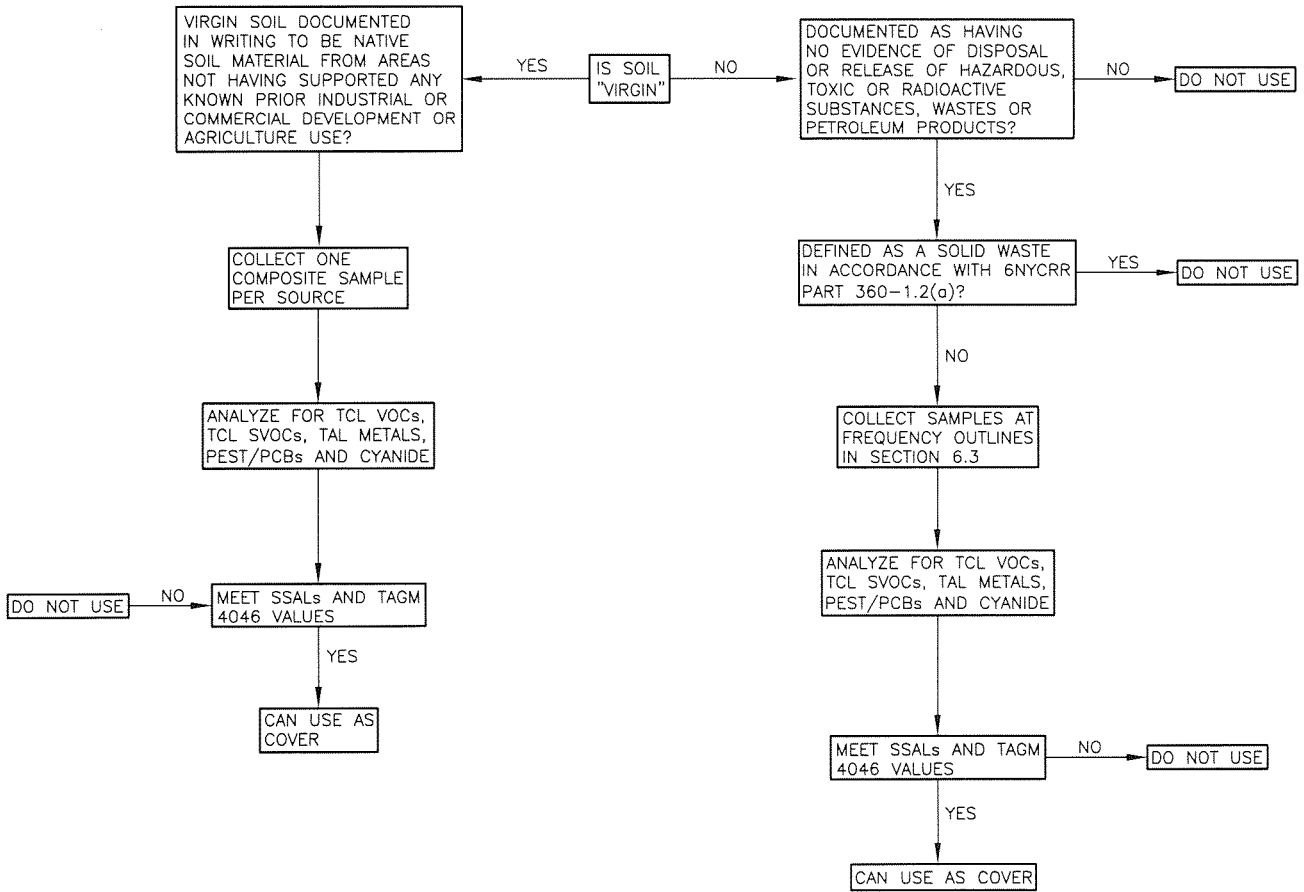 VIRGIN SOIL DOCUMENTED
IN WRITING TO BE NATIVE
SOIL MATERIAL FROM AREAS
NOT HAVING SUPPORTED ANY
KNOWN PRIOR INDUSTRIAL OR
COMMERCIAL DEVELOPMENT OR
AGRICULTURE USE?
YES
IS SOIL
"VIRGIN"
NO
DOCUMENTED AS HAVING
NO EVIDENCE OF DISPOSAL
OR RELEASE OF HAZARDOUS,
TOXIC OR RADIOACTIVE
SUBSTANCES, WASTES OR
PETROLEUM PRODUCTS?
NO
DO NOT USE
YES
COLLECT ONE
COMPOSITE SAMPLE
PER SOURCE
DEFINED AS A SOLID WASTE
IN ACCORDANCE WITH 6NYCRR
PART 360-1.2(a)?
YES
DO NOT USE
NO
ANALYZE FOR TCL VOCs,
TCL SVOCs, TAL METALS,
PEST/PCBs AND CYANIDE
COLLECT SAMPLES AT
FREQUENCY OUTLINES
IN SECTION 6.3
ANALYZE FOR TCL VOCs,
TCL SVOCs, TAL METALS,
PEST/PCBs AND CYANIDE
DO NOT USE
NO
MEET SSALs AND TAGM
4046 VALUES
YES
CAN USE AS
COVER
MEET SSALs AND TAGM
4046 VALUES
NO
DO NOT USE
YES
CAN USE AS COVER